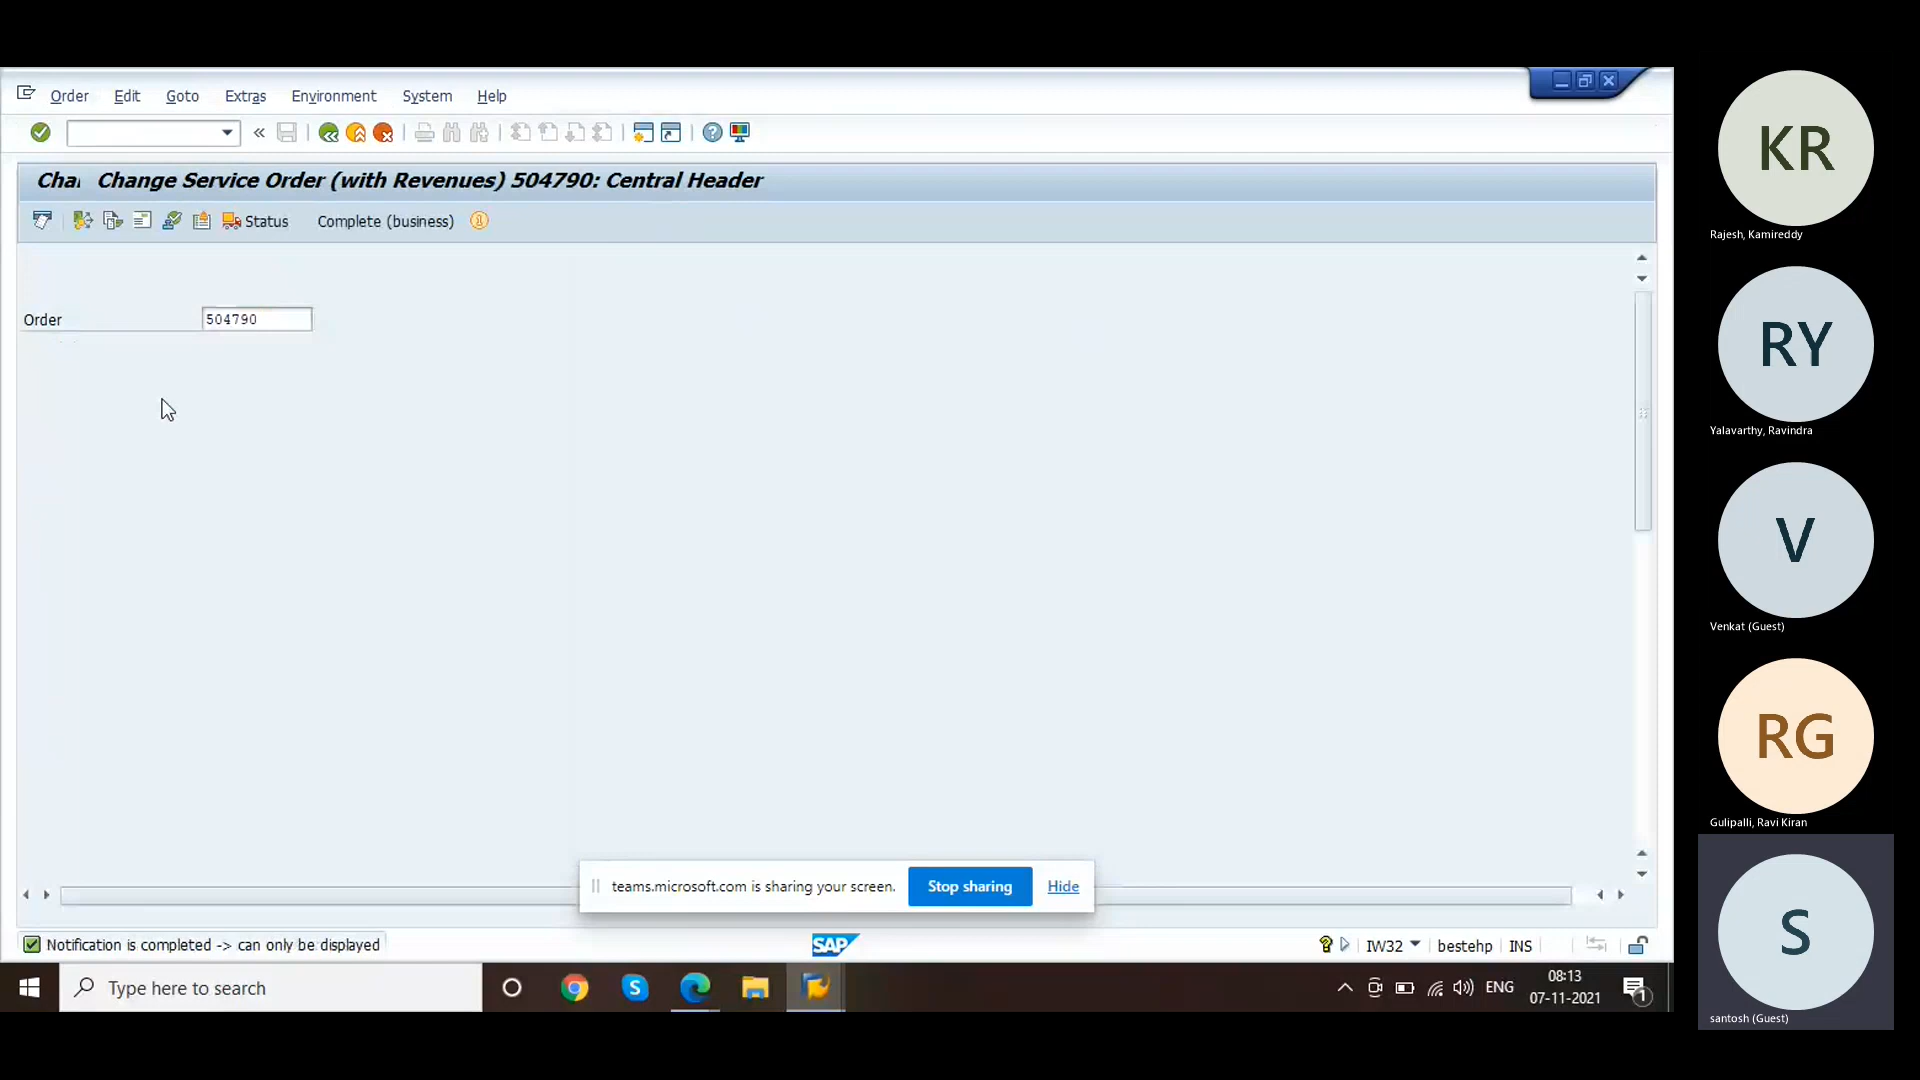 Order Edit Goto Extras Environment System Help
Change Service Order (with Revenues) 504790: Central Header
Status Complete (business)
Order 504790
teams.microsoft.com is sharing your screen. Stop sharing Hide
Notification is completed -> can only be displayed
SAP
IW32 bestehp INS
Type here to search
S
ENG
08:13
07-11-2021
1
KR
Rajesh, Kamireddy
RY
Yalavarthy, Ravindra
V
Venkat (Guest)
RG
Gulipalli, Ravi Kiran
S
santosh (Guest)